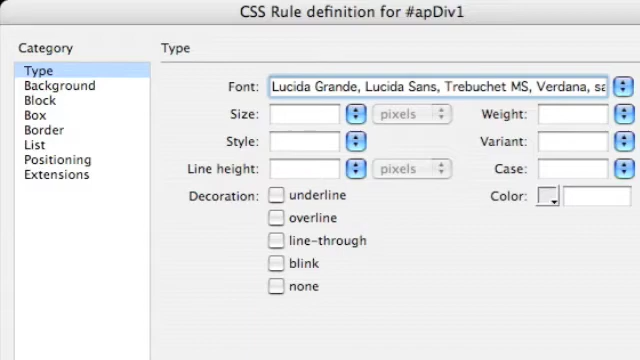 CSS Rule definition for #apDiv1
Category
Type
Background
Block
Box
Border
List
Positioning
Extensions
Type
Font: Lucida Grande, Lucida Sans, Trebuchet MS, Verdana, sa
Size: pixels Weight:
Style: Variant:
Line height: pixels Case:
Decoration: underline Color:
overline
line-through
blink
none